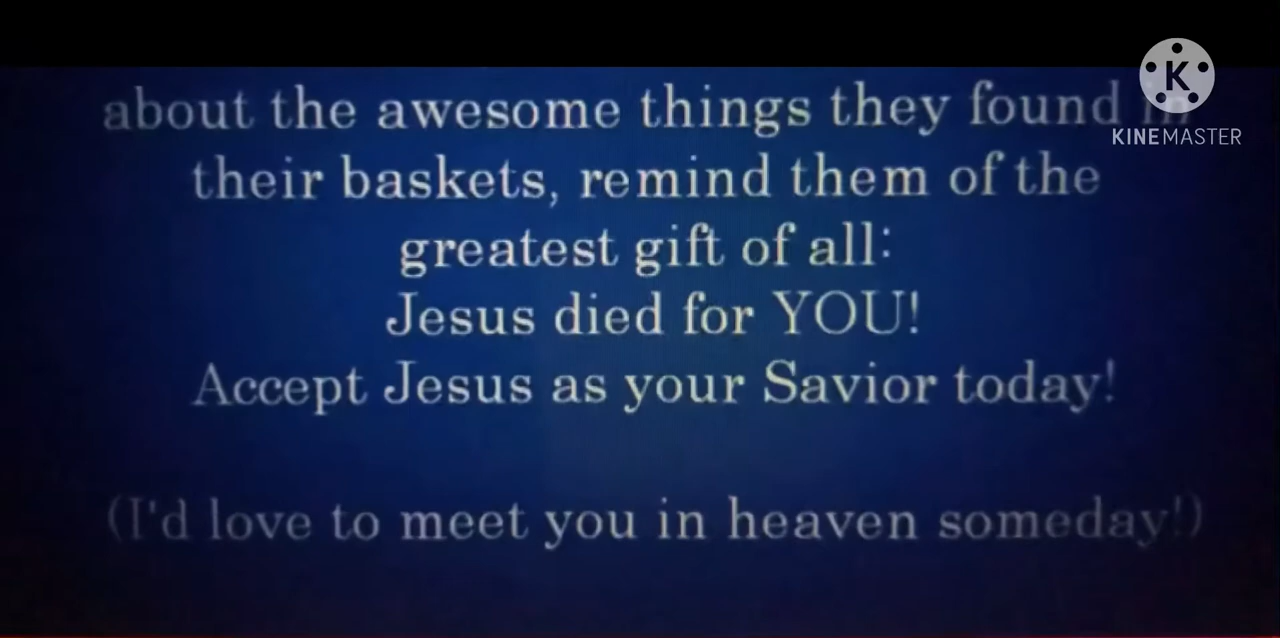 about the awesome things they found in
their baskets, remind them of the
greatest gift of all:
Jesus died for YOU!
Accept Jesus as your Savior today!
(I'd love to meet you in heaven someday!)
K
KINEMASTER